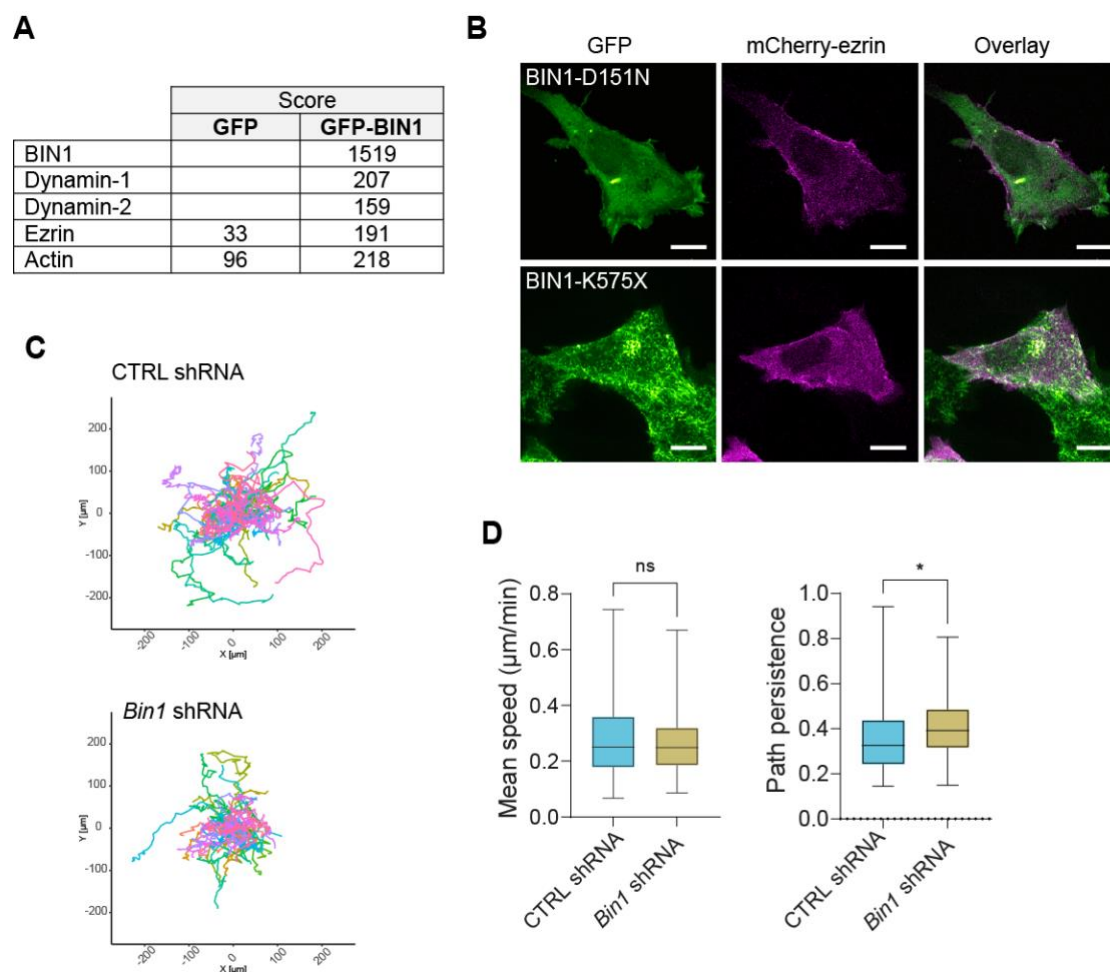 A
Score
GFP GFP-BIN1
BIN1 1519
Dynamin-1 207
Dynamin-2 159
Ezrin 33 191
Actin 96 218
B
GFP mCherry-ezrin Overlay
BIN1-D151N
BIN1-K575X
C
CTRL shRNA
200
100
0
-100
-200
Y [µm]
-200 -100 0 100 200
X [µm]
Bin1 shRNA
200
100
0
-100
-200
Y [µm]
-200 -100 0 100 200
X [µm]
D
ns
Mean speed (µm/min)
0.8
0.6
0.4
0.2
0.0
CTRL shRNA
Bin1 shRNA
*
Path persistence
1.0
0.8
0.6
0.4
0.2
0.0
CTRL shRNA
Bin1 shRNA